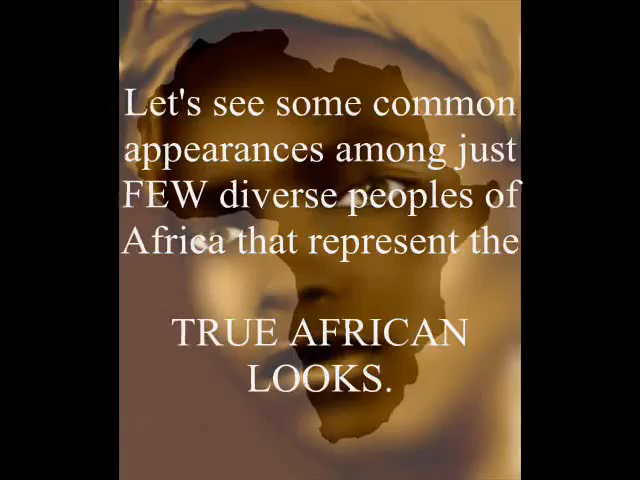 Let's see some common
appearances among just
FEW diverse peoples of
Africa that represent the
TRUE AFRICAN
LOOKS.